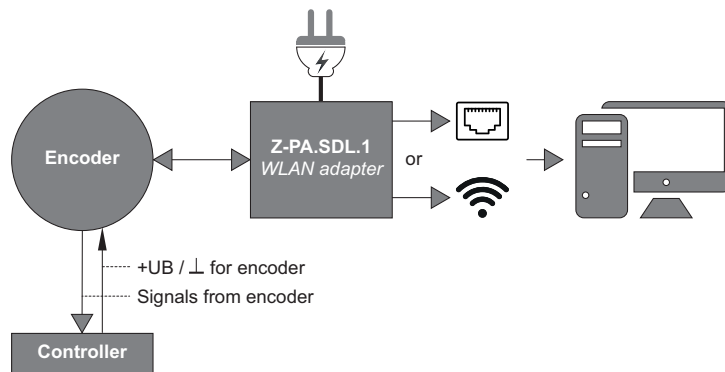 Encoder
Z-PA.SDL.1
WLAN adapter
or
+UB / ⊥ for encoder
Signals from encoder
Controller